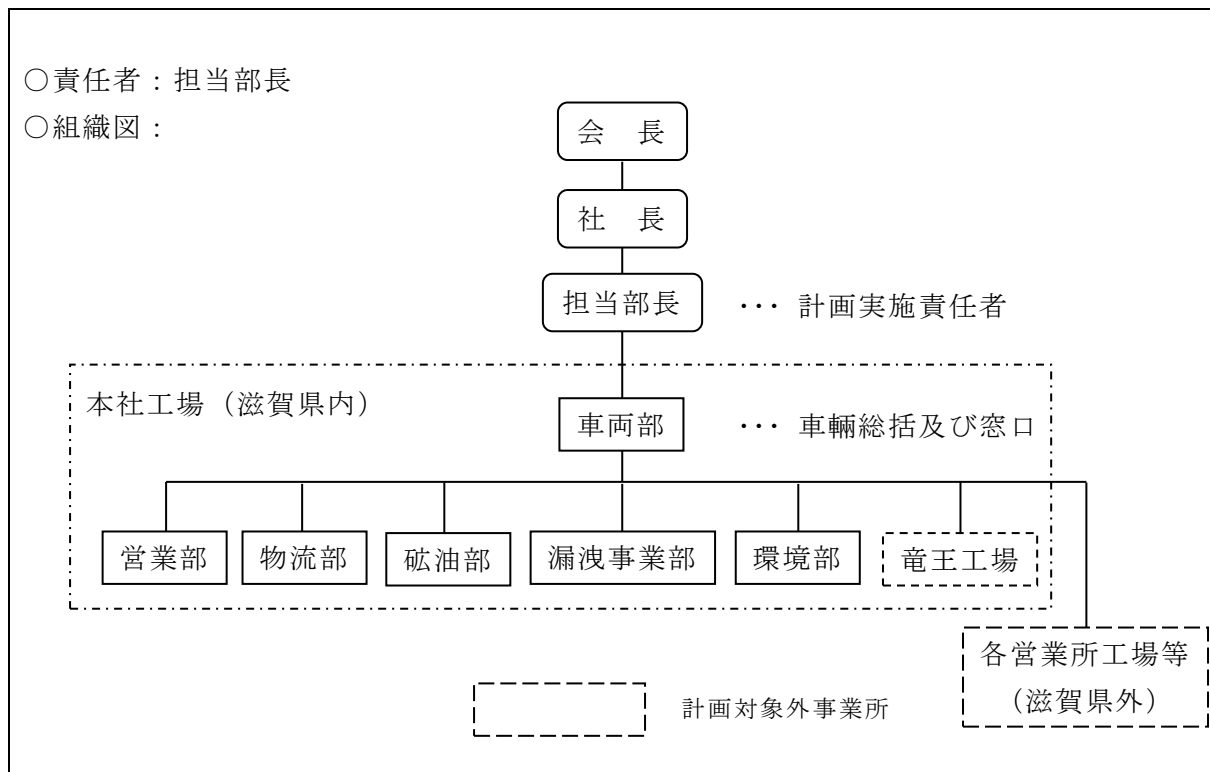 ○責任者：担当部長
○組織図：
会　長
社　長
担当部長 ・・・ 計画実施責任者
本社工場（滋賀県内）
車両部 ・・・ 車輛総括及び窓口
営業部 物流部 砿油部 漏洩事業部 環境部 竜王工場
各営業所工場等
（滋賀県外）
計画対象外事業所